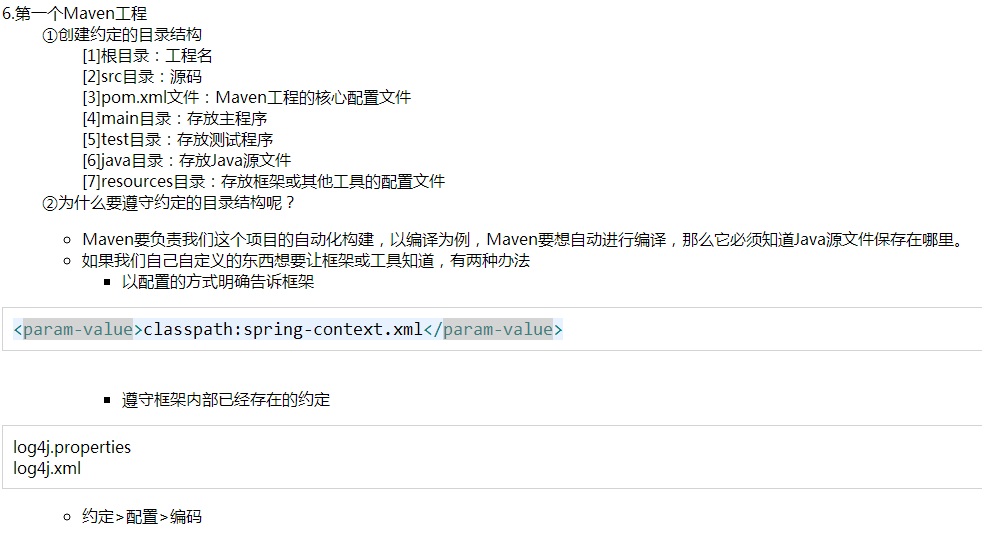 6.第一个Maven工程
①创建约定的目录结构
[1]根目录：工程名
[2]src目录：源码
[3]pom.xml文件：Maven工程的核心配置文件
[4]main目录：存放主程序
[5]test目录：存放测试程序
[6]java目录：存放Java源文件
[7]resources目录：存放框架或其他工具的配置文件
②为什么要遵守约定的目录结构呢？
Maven要负责我们这个项目的自动化构建，以编译为例，Maven要想自动进行编译，那么它必须知道Java源文件保存在哪里。
如果我们自己自定义的东西想要让框架或工具知道，有两种办法
以配置的方式明确告诉框架
<param-value>classpath:spring-context.xml</param-value>
遵守框架内部已经存在的约定
log4j.properties
log4j.xml
约定>配置>编码